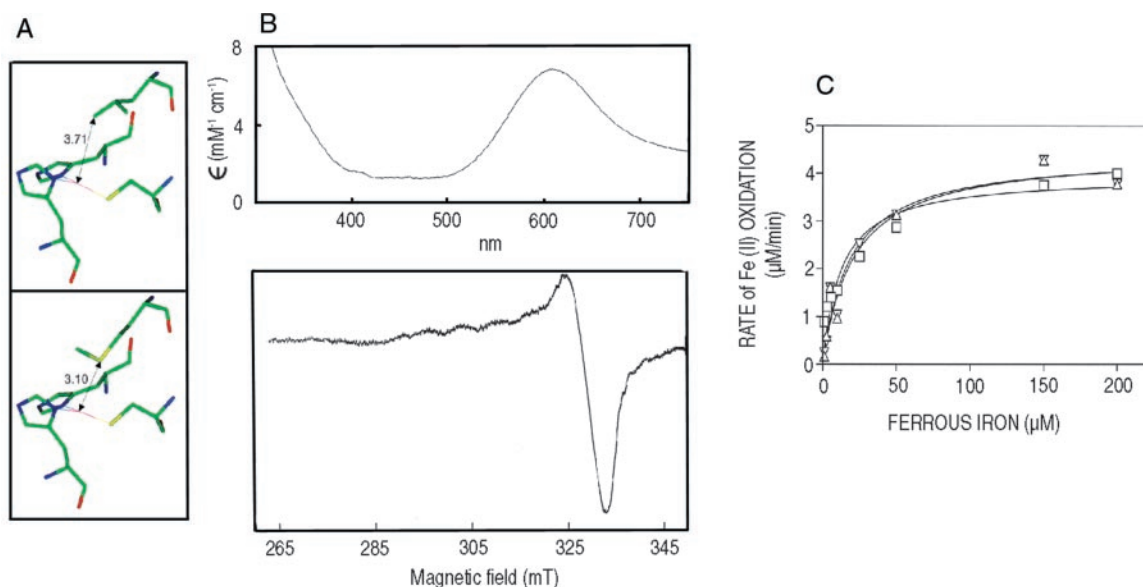 A
3.71
3.10
B
8
4
0
ϵ (mM⁻¹ cm⁻¹)
400 500 600 700
nm
265 285 305 325 345
Magnetic field (mT)
C
5
4
3
2
1
0
RATE of Fe (II) OXIDATION
(µM/min)
0 50 100 150 200
FERROUS IRON (µM)